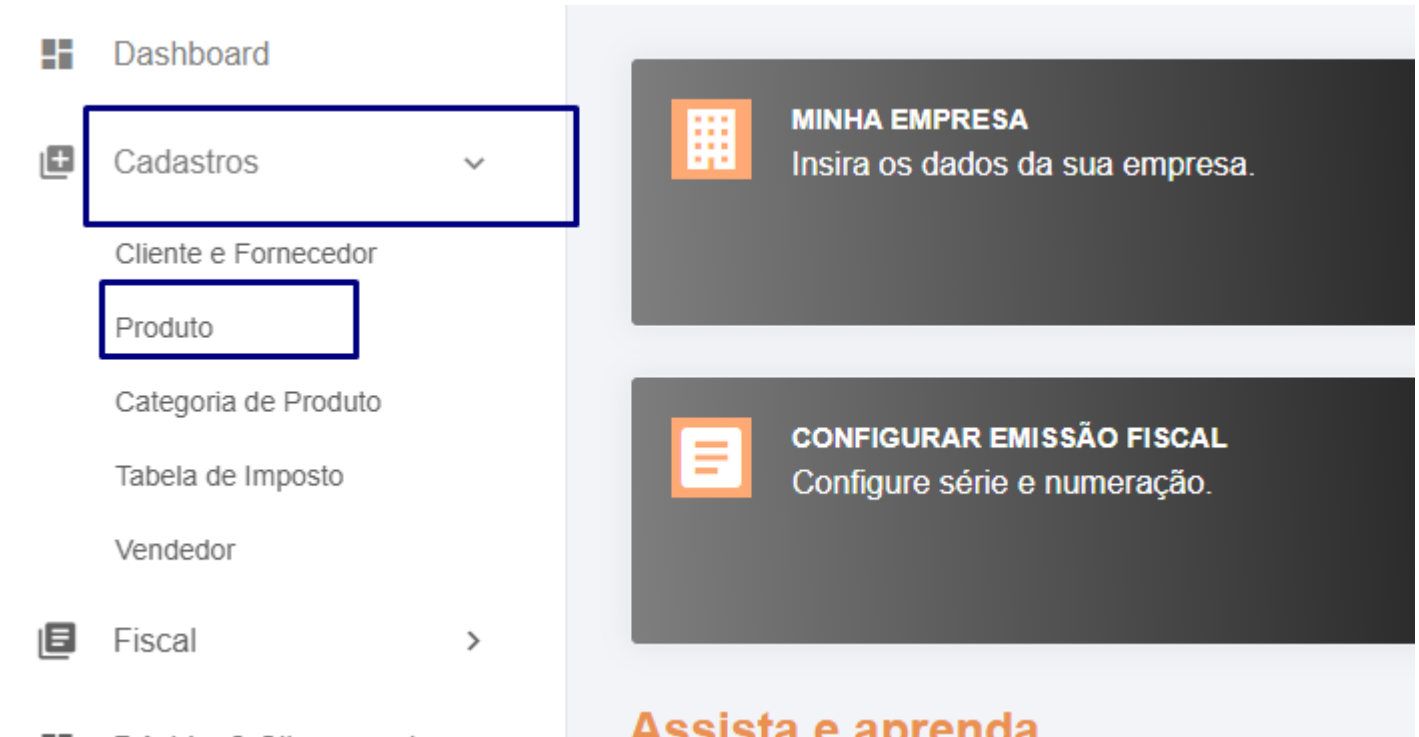 Dashboard
Cadastros
Cliente e Fornecedor
Produto
Categoria de Produto
Tabela de Imposto
Vendedor
Fiscal
MINHA EMPRESA
Insira os dados da sua empresa.
CONFIGURAR EMISSÃO FISCAL
Configure série e numeração.
Assista e aprenda